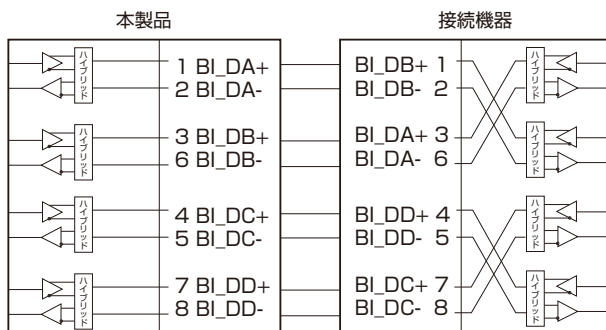 本製品 接続機器
ハイブリッド 1 BI_DA+ BI_DB+ 1 ハイブリッド
2 BI_DA- BI_DB- 2
ハイブリッド 3 BI_DB+ BI_DA+ 3 ハイブリッド
6 BI_DB- BI_DA- 6
ハイブリッド 4 BI_DC+ BI_DD+ 4 ハイブリッド
5 BI_DC- BI_DD- 5
ハイブリッド 7 BI_DD+ BI_DC+ 7 ハイブリッド
8 BI_DD- BI_DC- 8